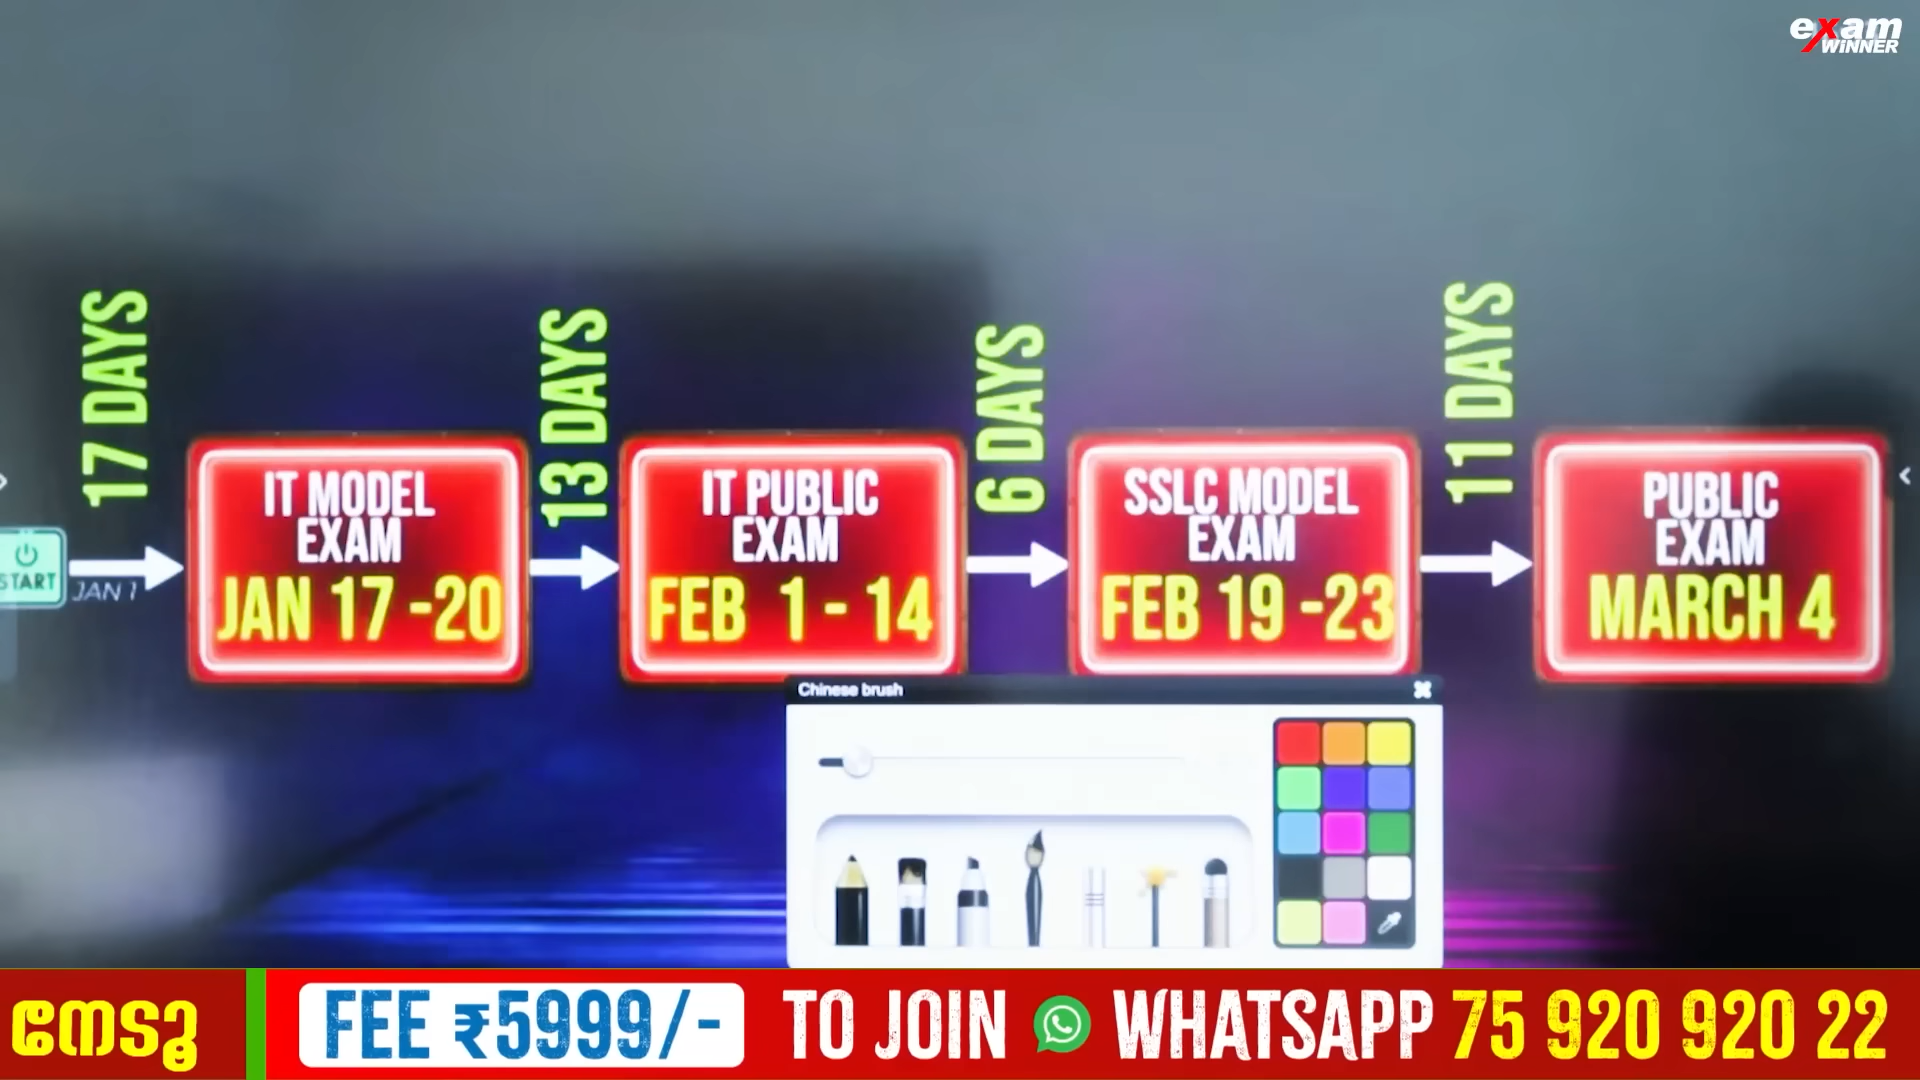 exam
WINNER
17 DAYS
13 DAYS
6 DAYS
11 DAYS
START
JAN 1
IT MODEL
EXAM
JAN 17 -20
IT PUBLIC
EXAM
FEB 1 - 14
SSLC MODEL
EXAM
FEB 19 -23
PUBLIC
EXAM
MARCH 4
Chinese brush
നേടൂ
FEE ₹5999/-
TO JOIN WHATSAPP 75 920 920 22